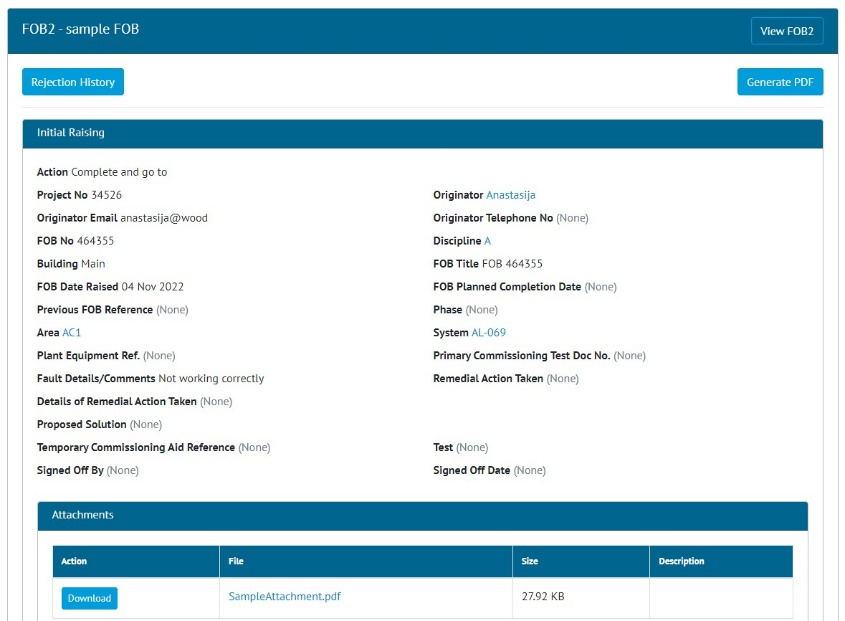 FOB2 - sample FOB View FOB2
Rejection History Generate PDF
Initial Raising
Action Complete and go to
Project No 34526 Originator Anastasija
Originator Email anastasija@wood Originator Telephone No (None)
FOB No 464355 Discipline A
Building Main FOB Title FOB 464355
FOB Date Raised 04 Nov 2022 FOB Planned Completion Date (None)
Previous FOB Reference (None) Phase (None)
Area AC1 System AL-069
Plant Equipment Ref. (None) Primary Commissioning Test Doc No. (None)
Fault Details/Comments Not working correctly Remedial Action Taken (None)
Details of Remedial Action Taken (None)
Proposed Solution (None)
Temporary Commissioning Aid Reference (None) Test (None)
Signed Off By (None) Signed Off Date (None)
Attachments
Action File Size Description
Download SampleAttachment.pdf 27.92 KB